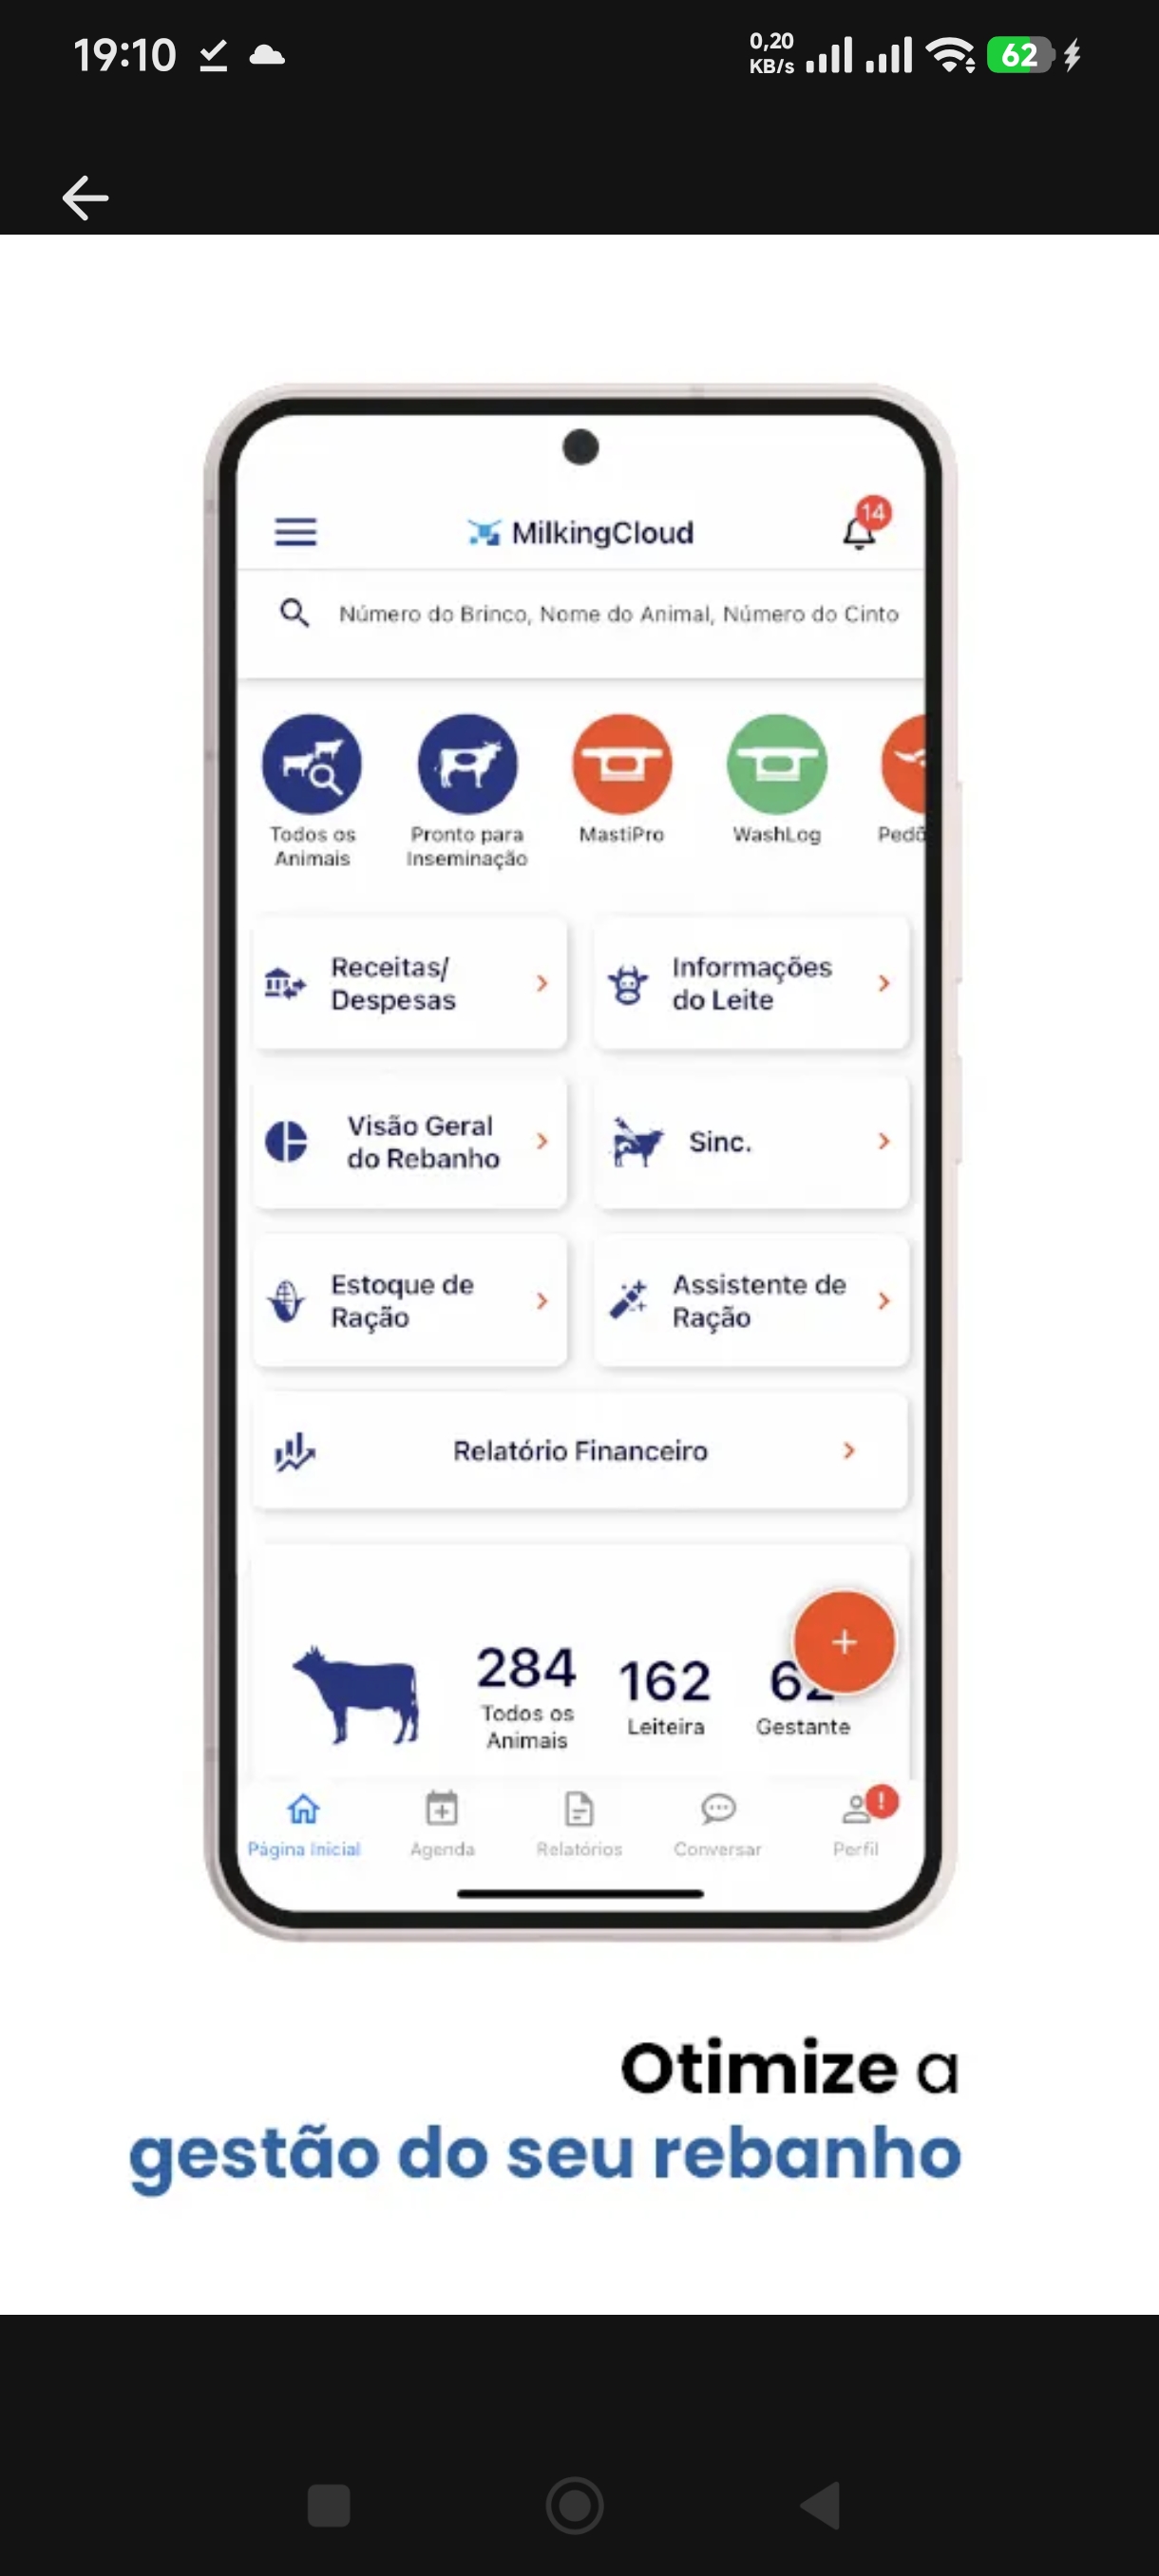 19:10
0,20
KB/s
62
MilkingCloud
14
Número do Brinco, Nome do Animal, Número do Cinto
Todos os
Animais
Pronto para
Inseminação
MastiPro
WashLog
Receitas/
Despesas
Informações
do Leite
Visão Geral
do Rebanho
Sinc.
Estoque de
Ração
Assistente de
Ração
Relatório Financeiro
284
Todos os
Animais
162
Leiteira
Gestante
+
Página Inicial
Agenda
Relatórios
Conversar
Perfil
!
Otimize a
gestão do seu rebanho